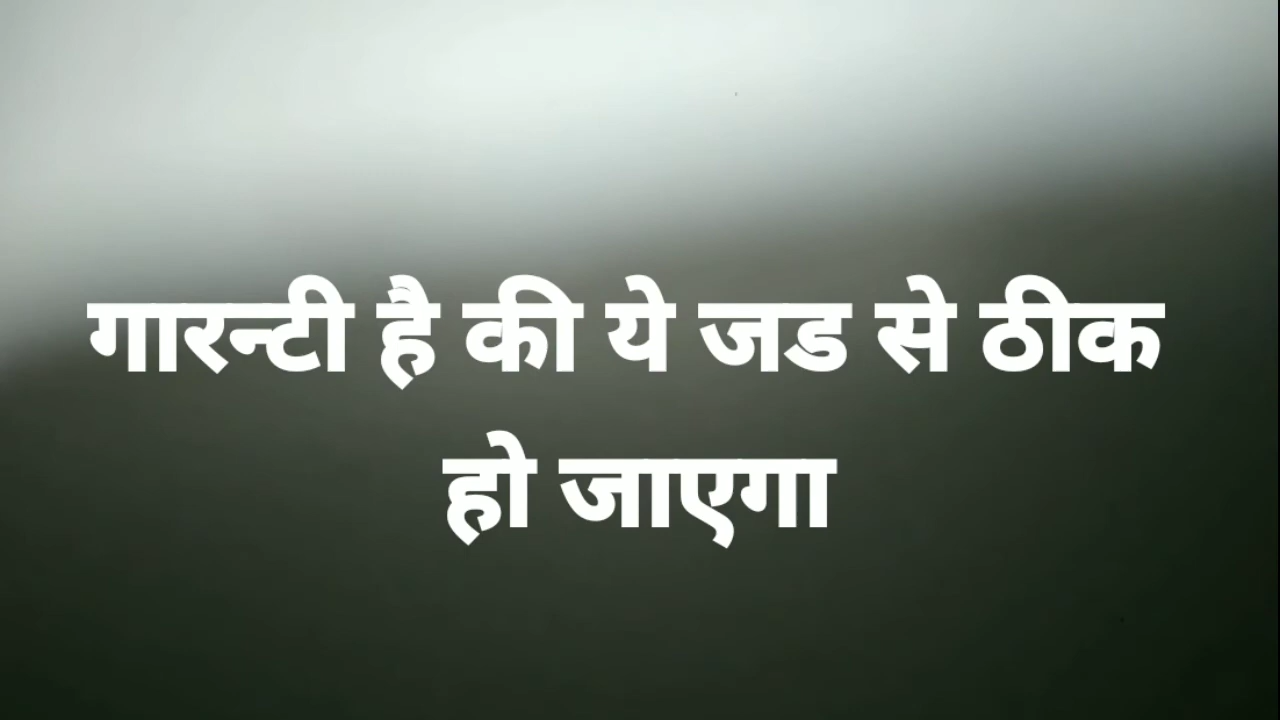 गारन्टी है की ये जड से ठीक
हो जाएगा